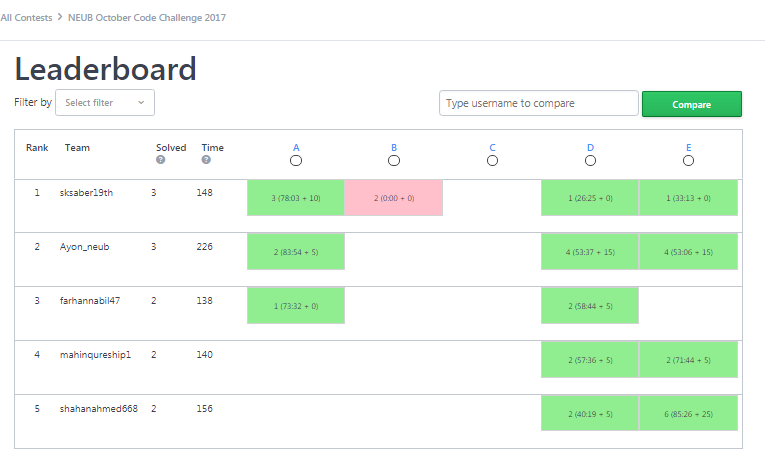 All Contests > NEUB October Code Challenge 2017
Leaderboard
Filter by Select filter Type username to compare Compare
Rank Team Solved ? Time ? A B C D E
1 sksaber19th 3 148 3 (78:03 + 10) 2 (0:00 + 0) 1 (26:25 + 0) 1 (33:13 + 0)
2 Ayon_neub 3 226 2 (83:54 + 5) 4 (53:37 + 15) 4 (53:06 + 15)
3 farhannabil47 2 138 1 (73:32 + 0) 2 (58:44 + 5)
4 mahinqureship1 2 140 2 (57:36 + 5) 2 (71:44 + 5)
5 shahanahmed668 2 156 2 (40:19 + 5) 6 (85:26 + 25)